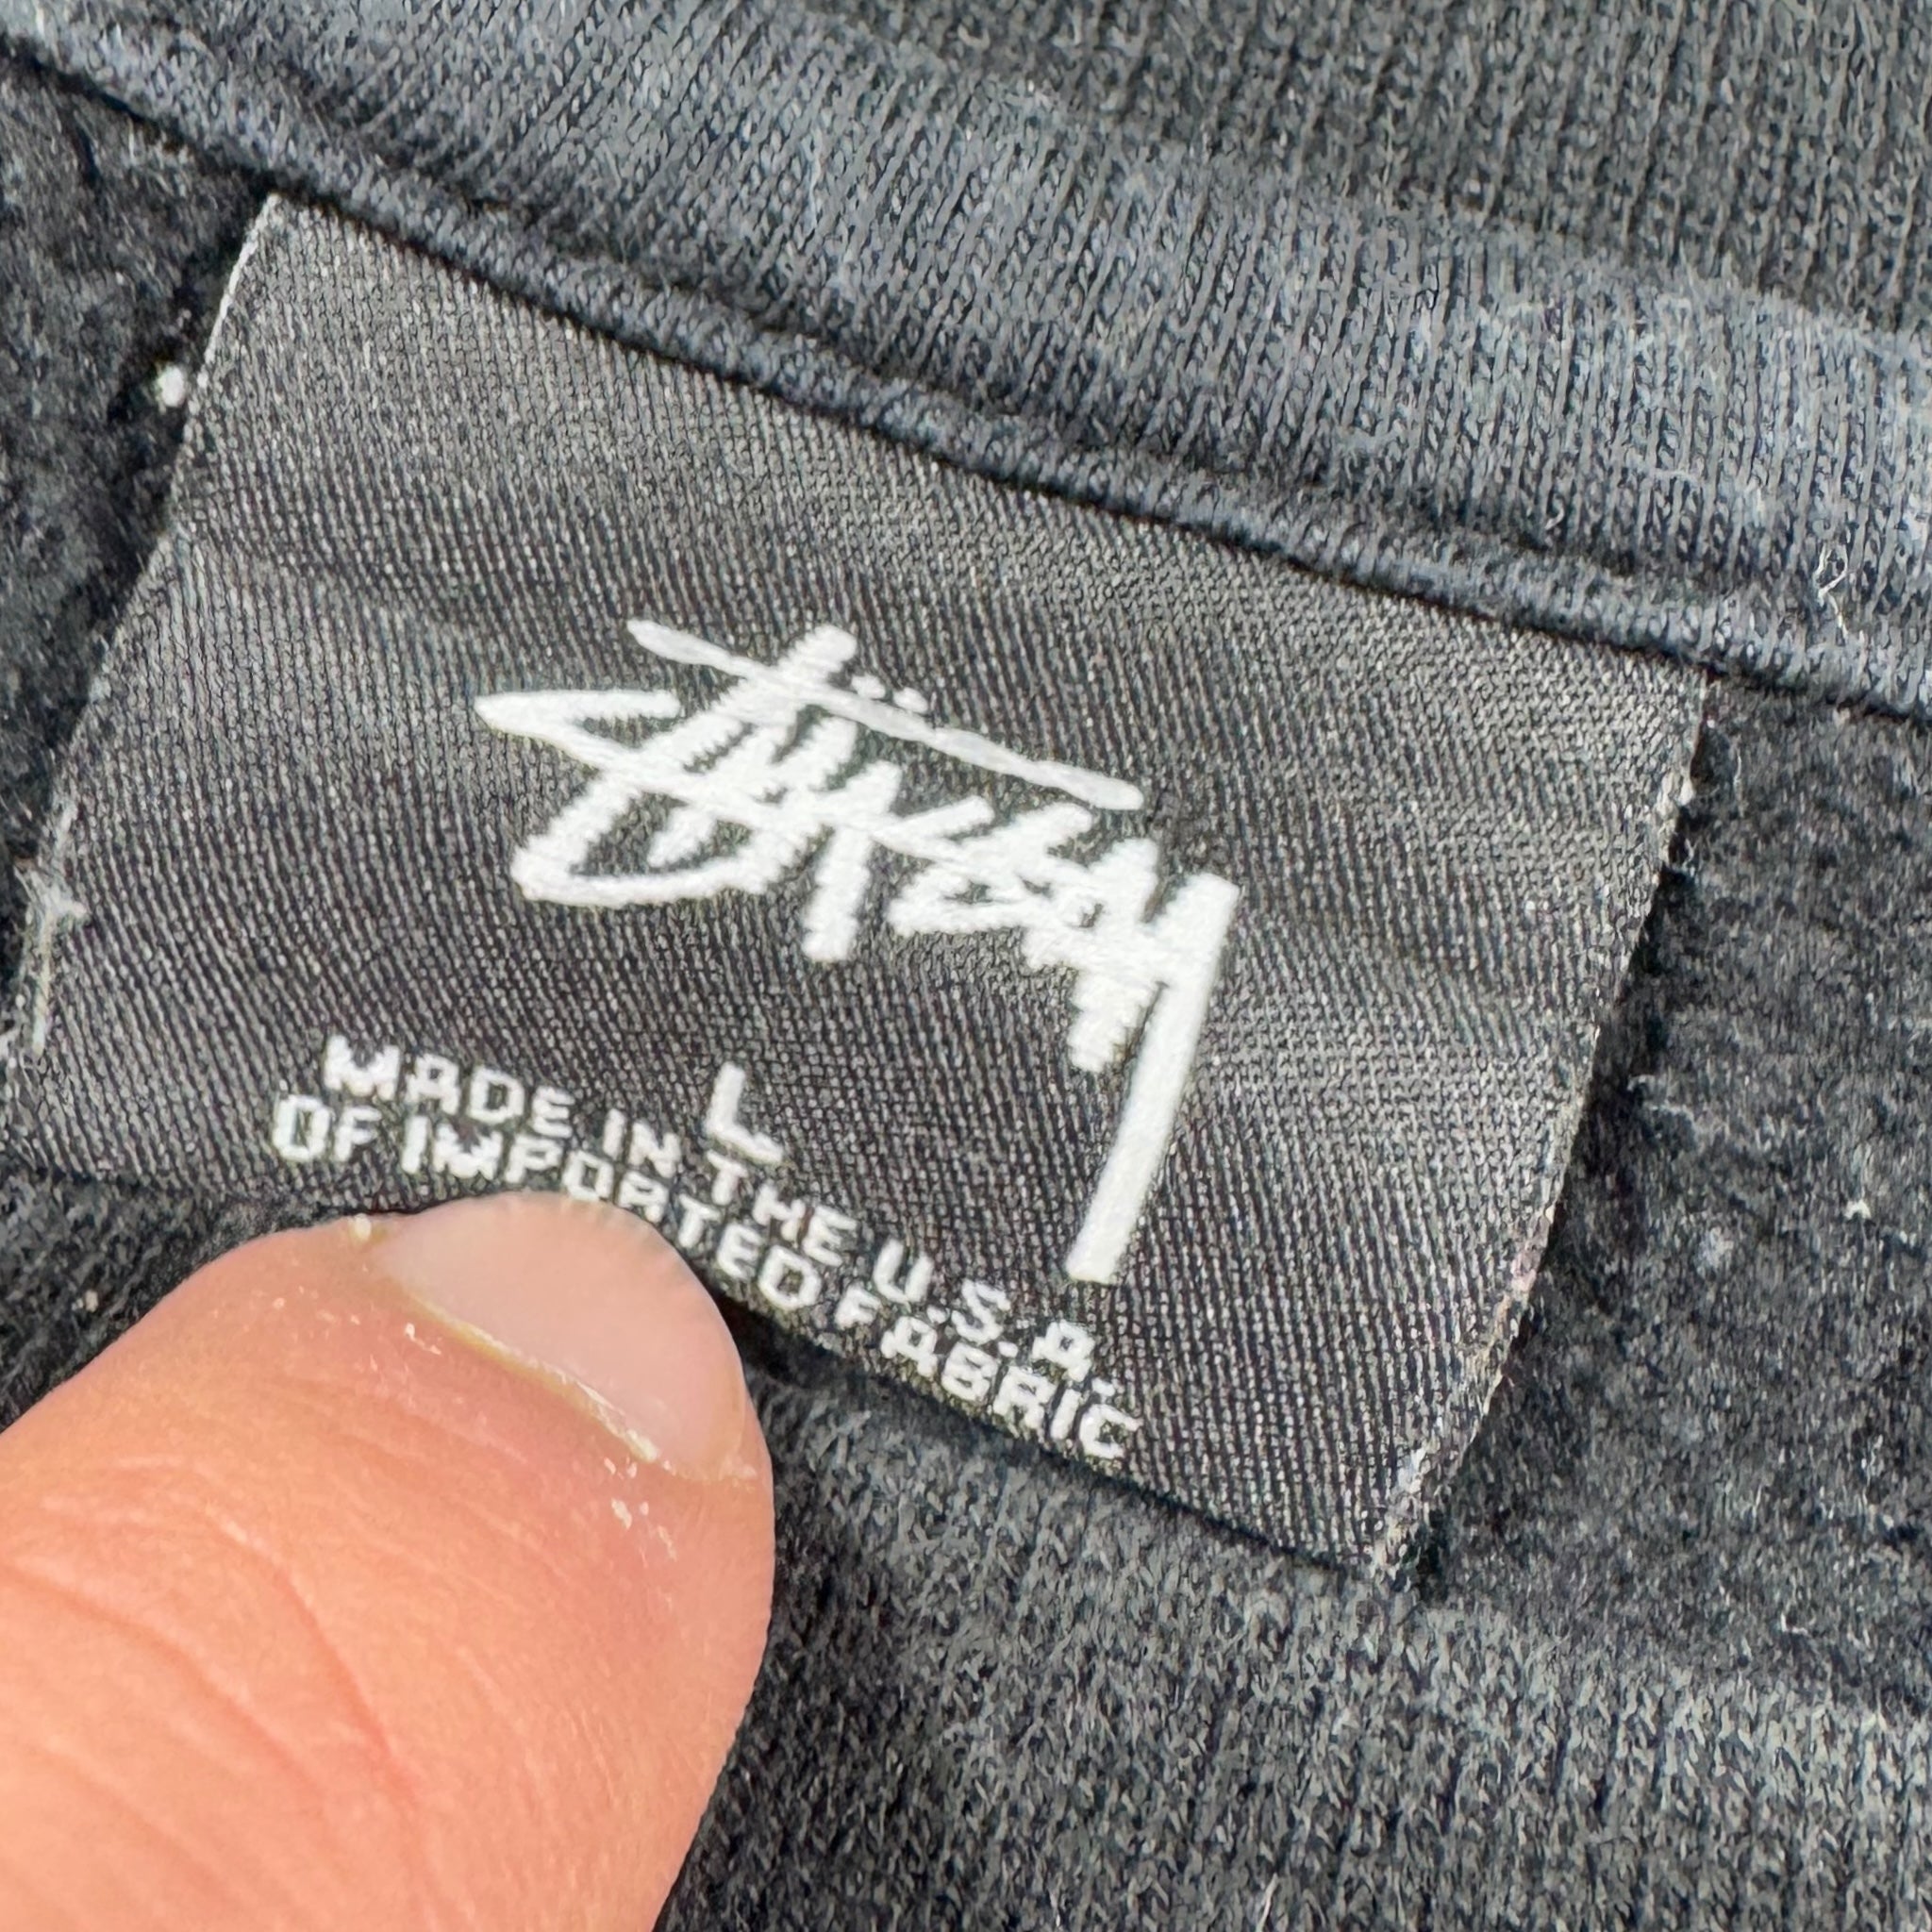 Stüssy
L
MADE IN THE U.S.A.
OF IMPORTED FABRIC